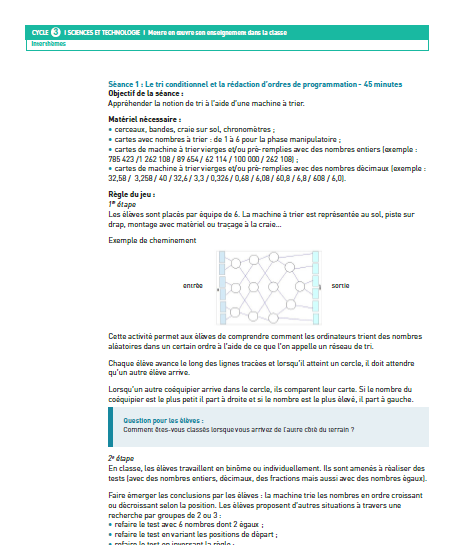 CYCLE 3 I SCIENCES ET TECHNOLOGIE I Mettre en œuvre son enseignement dans la classe
Inverskèmes
Séance 1 : Le tri conditionnel et la rédaction d'ordres de programmation - 45 minutes
Objectif de la séance :
Appréhender la notion de tri à l'aide d'une machine à trier.
Matériel nécessaire :
• cerceaux, bandes, craie sur sol, chronomètres ;
• cartes avec nombres à trier : de 1 à 6 pour la phase manipulatoire ;
• cartes de machine à trier vierges et/ou pré-remplies avec des nombres entiers (exemple :
785 423 /1 262 108 / 89 654 / 62 114 / 100 000 / 262 108) ;
• cartes de machine à trier vierges et/ou pré-remplies avec des nombres décimaux (exemple :
32,58 / 3,258 / 40 / 32,6 / 3,3 / 0,326 / 0,68 / 6,08 / 60,8 / 6,8 / 608 / 6,0).
Règle du jeu :
1re étape
Les élèves sont placés par équipe de 6. La machine à trier est représentée au sol, piste sur
drap, montage avec matériel ou traçage à la craie...
Exemple de cheminement
entrée
sortie
Cette activité permet aux élèves de comprendre comment les ordinateurs trient des nombres
aléatoires dans un certain ordre à l'aide de ce que l'on appelle un réseau de tri.
Chaque élève avance le long des lignes tracées et lorsqu'il atteint un cercle, il doit attendre
qu'un autre élève arrive.
Lorsqu'un autre coéquipier arrive dans le cercle, ils comparent leur carte. Si le nombre du
coéquipier est le plus petit il part à droite et si le nombre est le plus élevé, il part à gauche.
Question pour les élèves :
Comment êtes-vous classés lorsque vous arrivez de l'autre côté du terrain ?
2e étape
En classe, les élèves travaillent en binôme ou individuellement. Ils sont amenés à réaliser des
tests (avec des nombres entiers, décimaux, des fractions mais aussi avec des nombres égaux).
Faire émerger les conclusions par les élèves : la machine trie les nombres en ordre croissant
ou décroissant selon la position. Les élèves proposent d'autres situations à travers une
recherche par groupes de 2 ou 3 :
• refaire le test avec 6 nombres dont 2 égaux ;
• refaire le test en variant les positions de départ ;
• refaire le test en inversant la règle ;